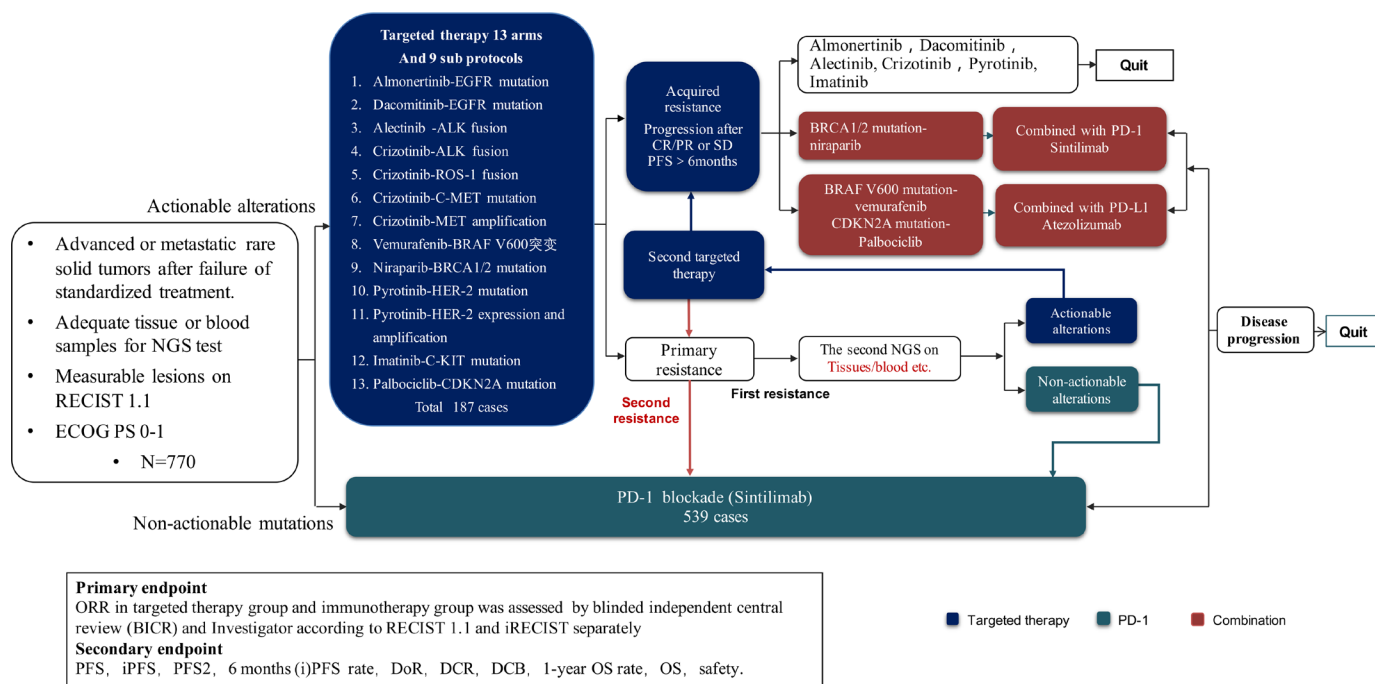 Actionable alterations
• Advanced or metastatic rare
solid tumors after failure of
standardized treatment.
• Adequate tissue or blood
samples for NGS test
• Measurable lesions on
RECIST 1.1
• ECOG PS 0-1
• N=770
Non-actionable mutations
Targeted therapy 13 arms
And 9 sub protocols
1. Almonertinib-EGFR mutation
2. Dacomitinib-EGFR mutation
3. Alectinib -ALK fusion
4. Crizotinib-ALK fusion
5. Crizotinib-ROS-1 fusion
6. Crizotinib-C-MET mutation
7. Crizotinib-MET amplification
8. Vemurafenib-BRAF V600突变
9. Niraparib-BRCA1/2 mutation
10. Pyrotinib-HER-2 mutation
11. Pyrotinib-HER-2 expression and
amplification
12. Imatinib-C-KIT mutation
13. Palbociclib-CDKN2A mutation
Total 187 cases
Acquired
resistance
Progression after
CR/PR or SD
PFS > 6months
Almonertinib，Dacomitinib，
Alectinib, Crizotinib，Pyrotinib,
Imatinib
Quit
BRCA1/2 mutation-
niraparib
Combined with PD-1
Sintilimab
BRAF V600 mutation-
vemurafenib
CDKN2A mutation-
Palbociclib
Combined with PD-L1
Atezolizumab
Second targeted
therapy
Primary
resistance
First resistance
Second
resistance
The second NGS on
Tissues/blood etc.
Actionable
alterations
Non-actionable
alterations
Disease
progression
Quit
PD-1 blockade (Sintilimab)
539 cases
Primary endpoint
ORR in targeted therapy group and immunotherapy group was assessed by blinded independent central
review (BICR) and Investigator according to RECIST 1.1 and iRECIST separately
Secondary endpoint
PFS, iPFS, PFS2, 6 months (i)PFS rate, DoR, DCR, DCB, 1-year OS rate, OS, safety.
Targeted therapy
PD-1
Combination